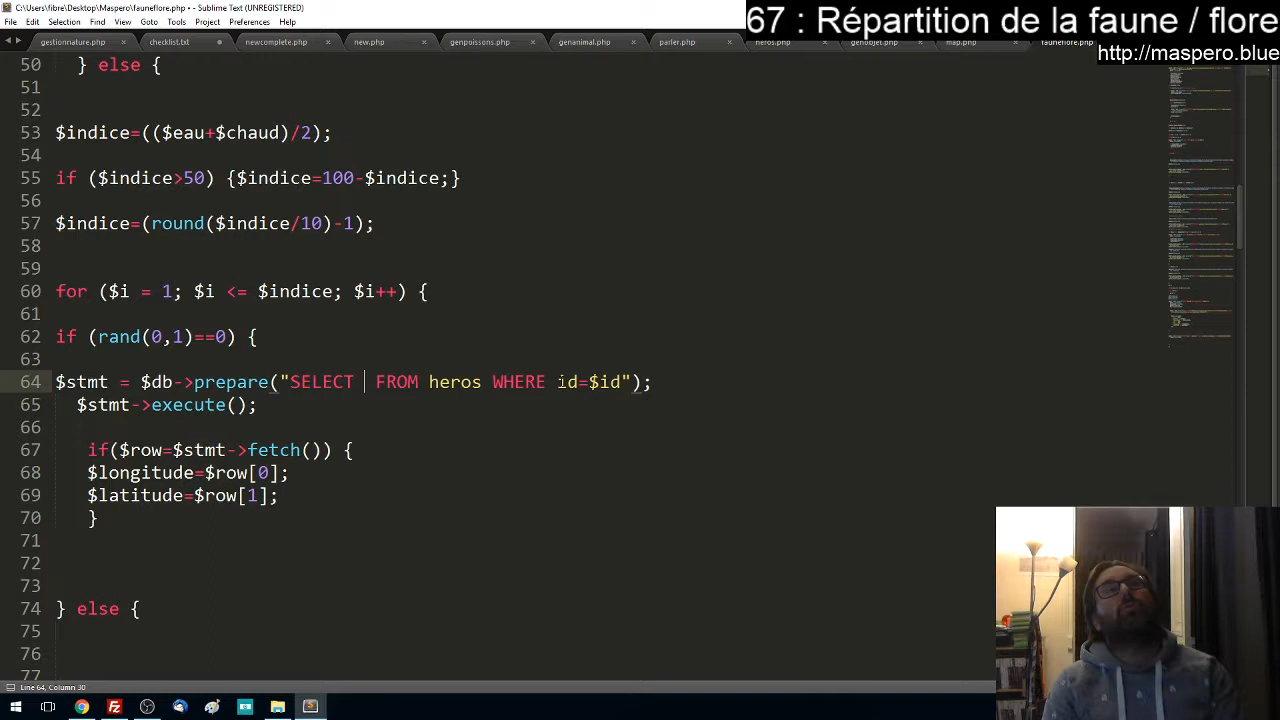 C:\Users\fibre\Desktop\Maspero\fauneflore.php • - Sublime Text (UNREGISTERED)
67 : Répartition de la faune / flore
http://maspero.blue
File Edit Selection Find View Goto Tools Project Preferences Help
gestionnature.php checklist.txt newcomplete.php new.php genpoissons.php genanimal.php parler.php heros.php genobjet.php map.php fauneflore.php
50 } else {
51
52
53 $indice=(($eau+$chaud)/2);
54
55 if ($indice>50) {$indice=100-$indice;}
56
57 $indice=(round($indice/10)-1);
58
59
60 for ($i = 1; $i <= $indice; $i++) {
61
62 if (rand(0,1)==0) {
63
64 $stmt = $db->prepare("SELECT  FROM heros WHERE id=$id");
65 $stmt->execute();
66
67 if($row=$stmt->fetch()) {
68 $longitude=$row[0];
69 $latitude=$row[1];
70 }
71
72
73
74 } else {
75
76
77
Line 64, Column 30